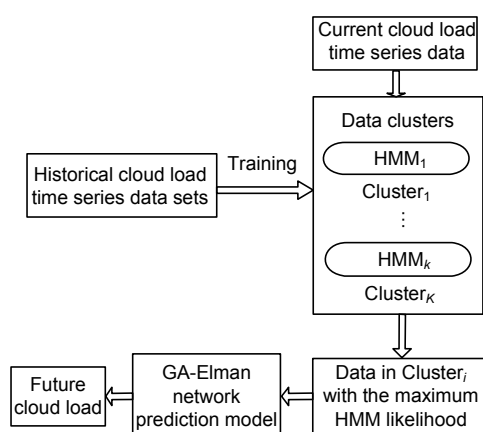 Current cloud load
time series data
Data clusters
HMM₁
Cluster₁
⋮
HMMₖ
Cluster_K
Training
Historical cloud load
time series data sets
Data in Clusterᵢ
with the maximum
HMM likelihood
GA-Elman
network
prediction model
Future
cloud load